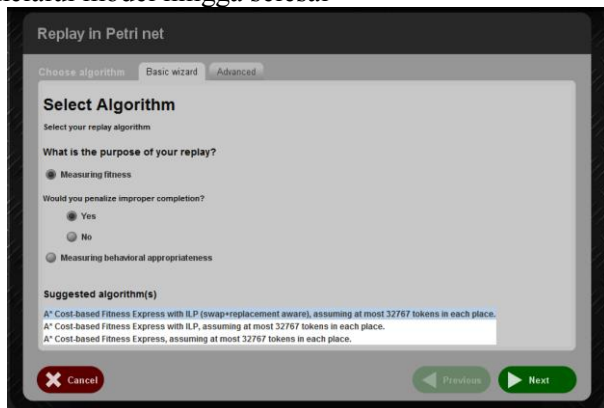 Replay in Petri net
Choose algorithm Basic wizard Advanced
Select Algorithm
Select your replay algorithm
What is the purpose of your replay?
Measuring fitness
Would you penalize improper completion?
Yes
No
Measuring behavioral appropriateness
Suggested algorithm(s)
A* Cost-based Fitness Express with ILP (swap+replacement aware), assuming at most 32767 tokens in each place.
A* Cost-based Fitness Express with ILP, assuming at most 32767 tokens in each place.
A* Cost-based Fitness Express, assuming at most 32767 tokens in each place.
Cancel Previous Next